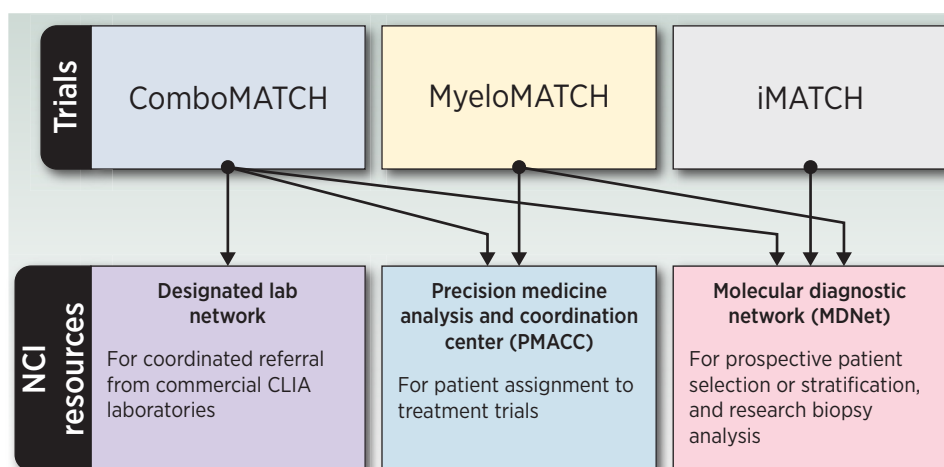 Trials
ComboMATCH
MyeloMATCH
iMATCH
NCI
resources
Designated lab
network
For coordinated referral
from commercial CLIA
laboratories
Precision medicine
analysis and coordination
center (PMACC)
For patient assignment to
treatment trials
Molecular diagnostic
network (MDNet)
For prospective patient
selection or stratification,
and research biopsy
analysis